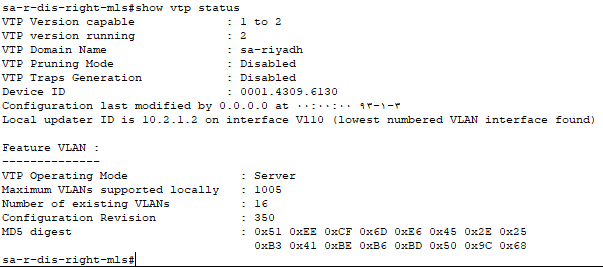 sa-r-dis-right-mls#show vtp status
VTP Version capable : 1 to 2
VTP version running : 2
VTP Domain Name : sa-riyadh
VTP Pruning Mode : Disabled
VTP Traps Generation : Disabled
Device ID : 0001.4309.6130
Configuration last modified by 0.0.0.0 at ٠٠:٠٠:٠٠ ٩٣-١-٣
Local updater ID is 10.2.1.2 on interface Vl10 (lowest numbered VLAN interface found)
Feature VLAN :
--------------
VTP Operating Mode : Server
Maximum VLANs supported locally : 1005
Number of existing VLANs : 16
Configuration Revision : 350
MD5 digest : 0x51 0xEE 0xCF 0x6D 0xE6 0x45 0x2E 0x25
0xB3 0x41 0xBE 0xB6 0xBD 0x50 0x9C 0x68
sa-r-dis-right-mls#